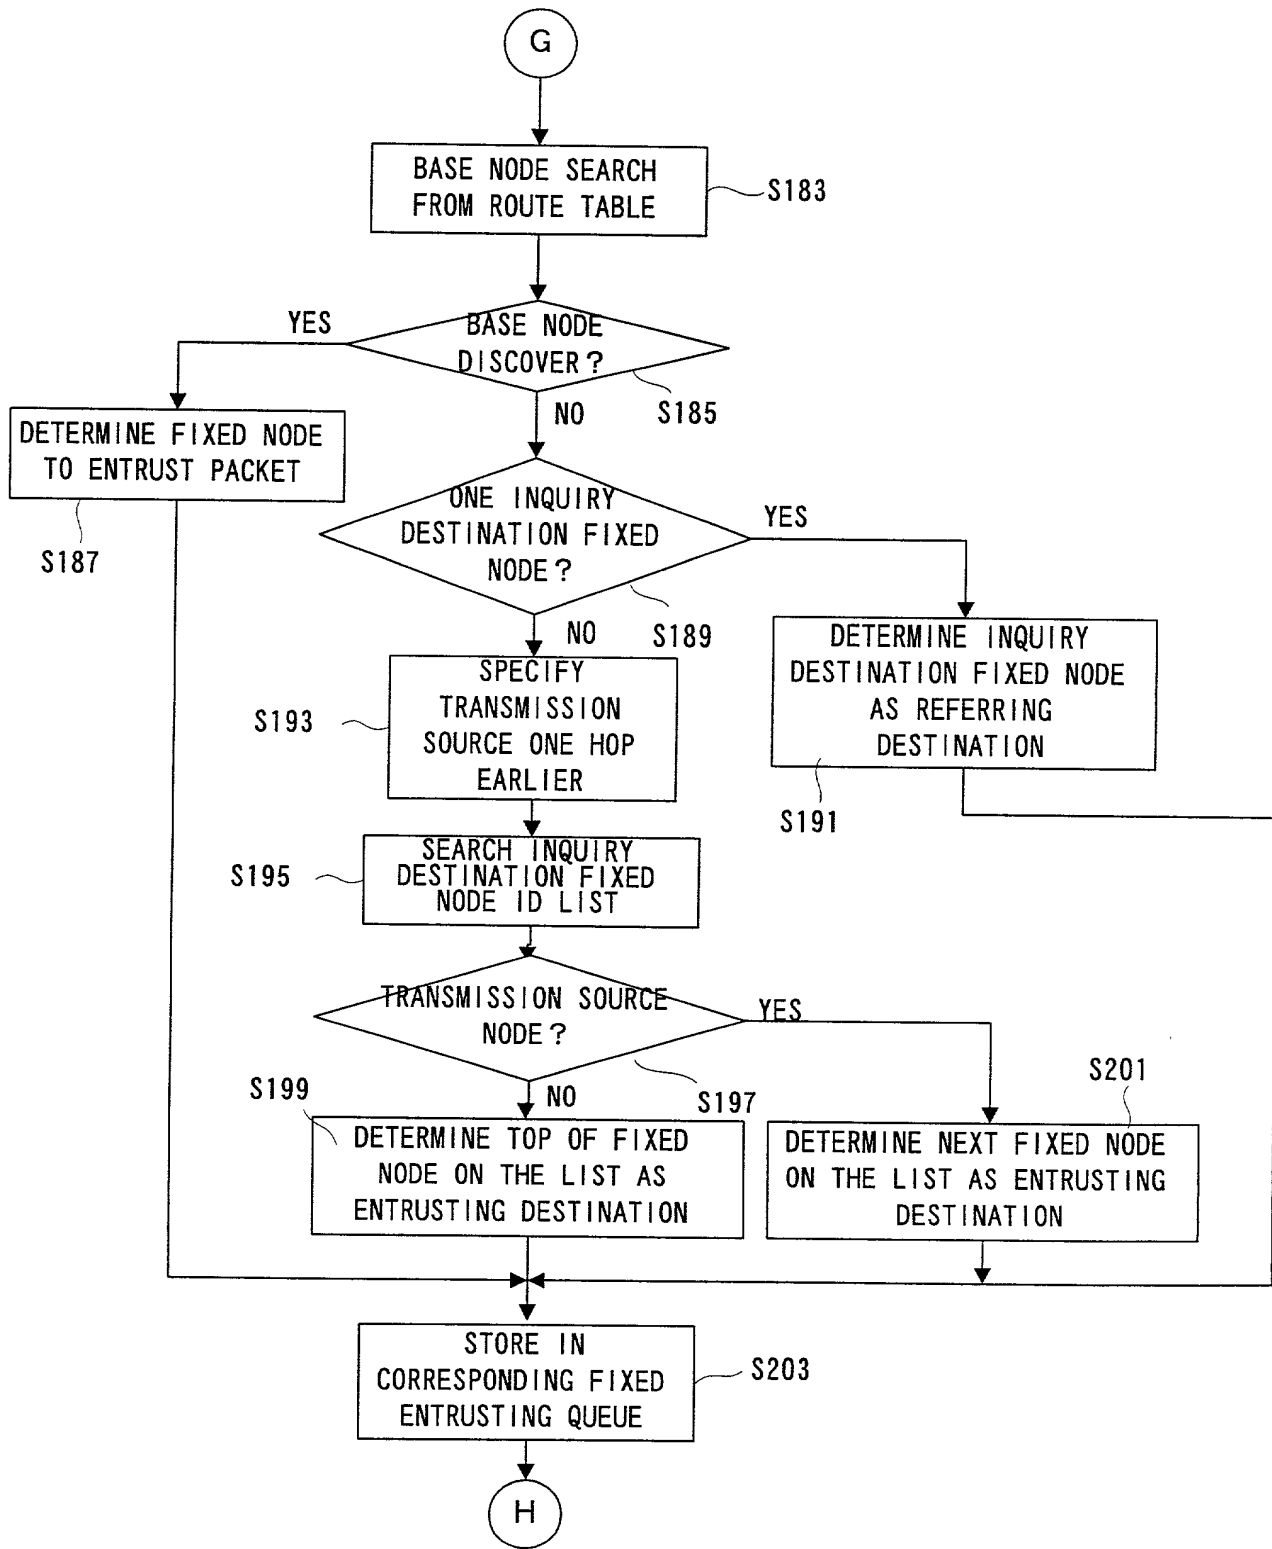 G
BASE NODE SEARCH
FROM ROUTE TABLE
S183
YES
BASE NODE
DISCOVER?
S185
NO
DETERMINE FIXED NODE
TO ENTRUST PACKET
S187
ONE INQUIRY
DESTINATION FIXED
NODE?
YES
S189
NO
DETERMINE INQUIRY
DESTINATION FIXED NODE
AS REFERRING
DESTINATION
S191
SPECIFY
TRANSMISSION
SOURCE ONE HOP
EARLIER
S193
SEARCH INQUIRY
DESTINATION FIXED
NODE ID LIST
S195
TRANSMISSION SOURCE
NODE?
YES
S197
NO
S199
DETERMINE TOP OF FIXED
NODE ON THE LIST AS
ENTRUSTING DESTINATION
S201
DETERMINE NEXT FIXED NODE
ON THE LIST AS ENTRUSTING
DESTINATION
STORE IN
CORRESPONDING FIXED
ENTRUSTING QUEUE
S203
H